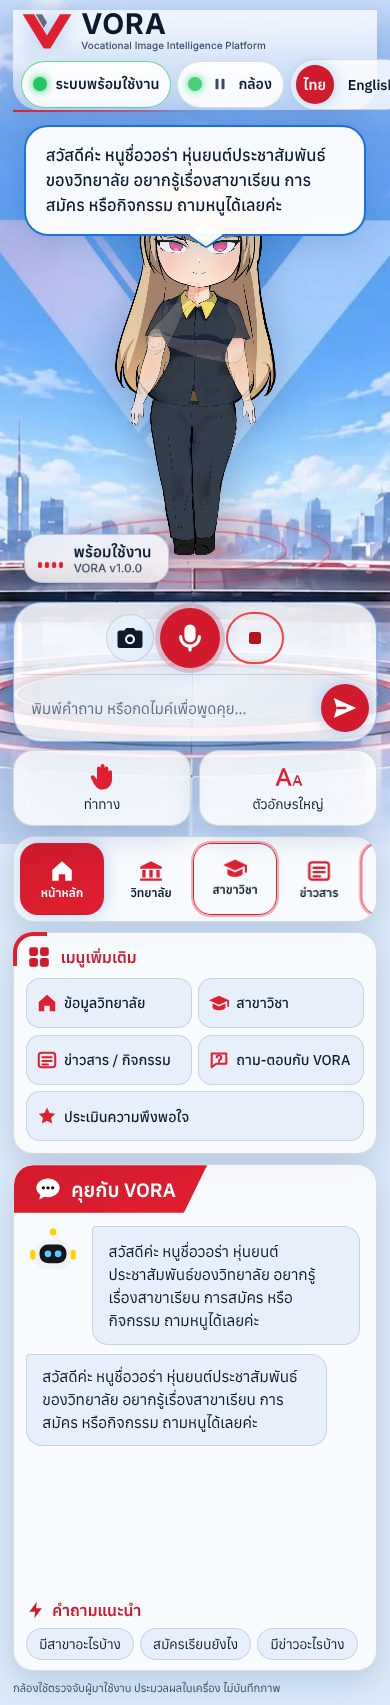 VORA
Vocational Image Intelligence Platform
ระบบพร้อมใช้งาน กล้อง ไทย English
สวัสดีค่ะ หนูชื่อวอร่า หุ่นยนต์ประชาสัมพันธ์
ของวิทยาลัย อยากรู้เรื่องสาขาเรียน การ
สมัคร หรือกิจกรรม ถามหนูได้เลยค่ะ
พร้อมใช้งาน
VORA v1.0.0
พิมพ์คำถาม หรือกดไมค์เพื่อพูดคุย...
ท่าทาง ตัวอักษรใหญ่
หน้าหลัก วิทยาลัย สาขาวิชา ข่าวสาร
เมนูเพิ่มเติม
ข้อมูลวิทยาลัย สาขาวิชา
ข่าวสาร / กิจกรรม ถาม-ตอบกับ VORA
ประเมินความพึงพอใจ
คุยกับ VORA
สวัสดีค่ะ หนูชื่อวอร่า หุ่นยนต์
ประชาสัมพันธ์ของวิทยาลัย อยากรู้
เรื่องสาขาเรียน การสมัคร หรือ
กิจกรรม ถามหนูได้เลยค่ะ
สวัสดีค่ะ หนูชื่อวอร่า หุ่นยนต์ประชาสัมพันธ์
ของวิทยาลัย อยากรู้เรื่องสาขาเรียน การ
สมัคร หรือกิจกรรม ถามหนูได้เลยค่ะ
คำถามแนะนำ
มีสาขาอะไรบ้าง สมัครเรียนยังไง มีข่าวอะไรบ้าง
กล้องใช้ตรวจจับผู้มาใช้งาน ประมวลผลในเครื่อง ไม่บันทึกภาพ